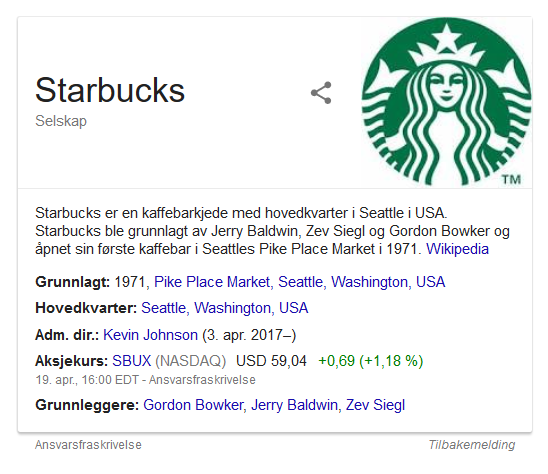 Starbucks
Selskap
TM
Starbucks er en kaffebarkjede med hovedkvarter i Seattle i USA.
Starbucks ble grunnlagt av Jerry Baldwin, Zev Siegl og Gordon Bowker og
åpnet sin første kaffebar i Seattles Pike Place Market i 1971. Wikipedia
Grunnlagt: 1971, Pike Place Market, Seattle, Washington, USA
Hovedkvarter: Seattle, Washington, USA
Adm. dir.: Kevin Johnson (3. apr. 2017–)
Aksjekurs: SBUX (NASDAQ) USD 59,04 +0,69 (+1,18 %)
19. apr., 16:00 EDT - Ansvarsfraskrivelse
Grunnleggere: Gordon Bowker, Jerry Baldwin, Zev Siegl
Ansvarsfraskrivelse Tilbakemelding